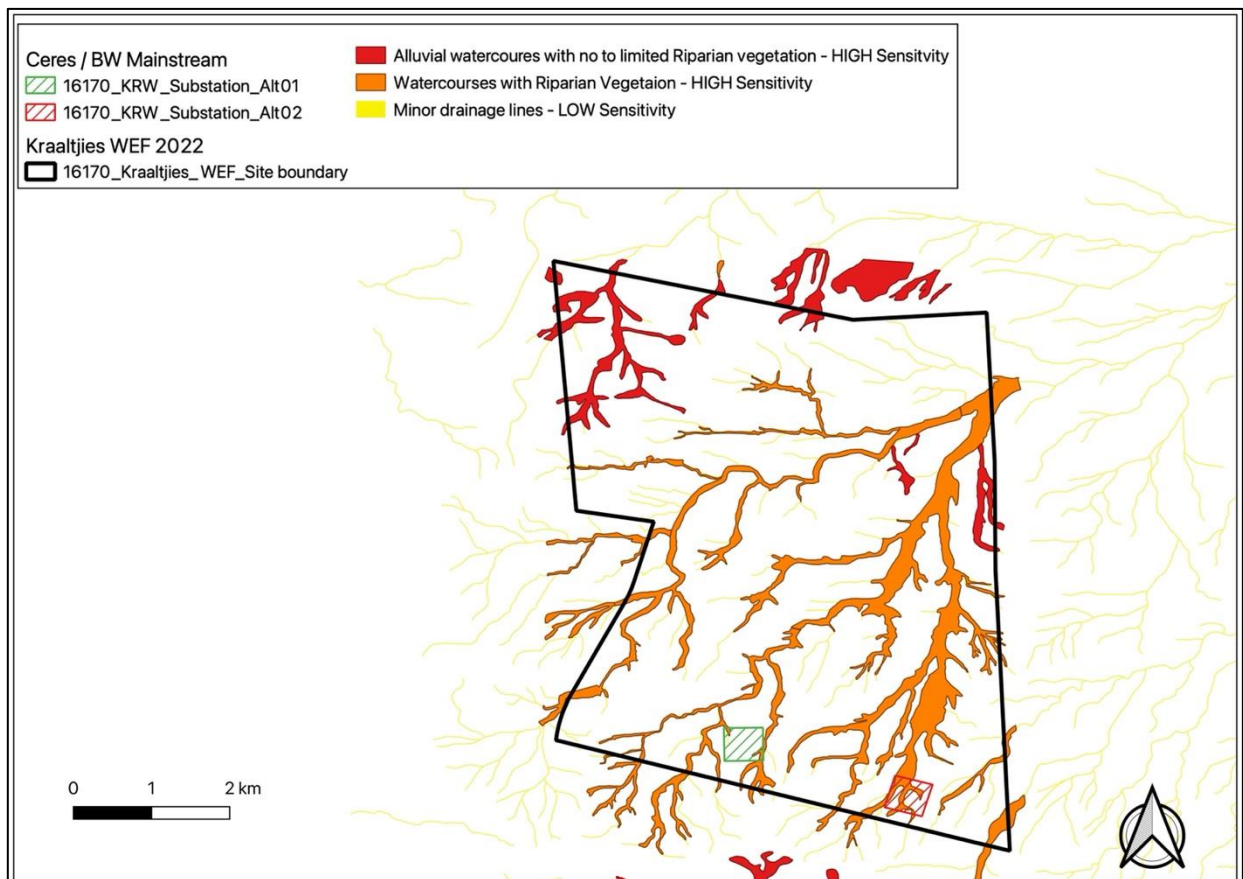 Ceres / BW Mainstream
16170_KRW_Substation_Alt01
16170_KRW_Substation_Alt02
Kraaltjies WEF 2022
16170_Kraaltjies_WEF_Site boundary
Alluvial watercoures with no to limited Riparian vegetation - HIGH Sensitvity
Watercourses with Riparian Vegetaion - HIGH Sensitivity
Minor drainage lines - LOW Sensitivity
0 1 2 km